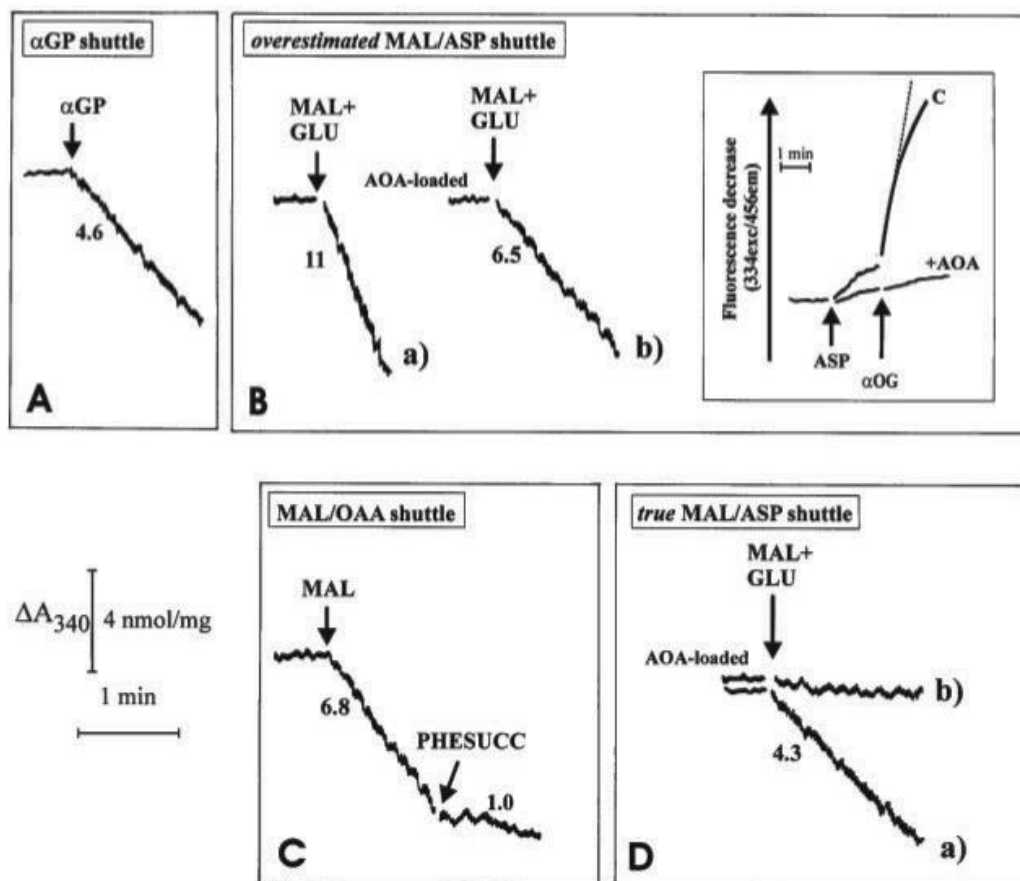 αGP shuttle
αGP
4.6
A
overestimated MAL/ASP shuttle
MAL+
GLU
11
a)
AOA-loaded
MAL+
GLU
6.5
b)
B
Fluorescence decrease
(334exc/456em)
1 min
C
+AOA
ASP
αOG
ΔA340 4 nmol/mg
1 min
MAL/OAA shuttle
MAL
6.8
PHESUCC
1.0
C
true MAL/ASP shuttle
MAL+
GLU
AOA-loaded
b)
4.3
a)
D